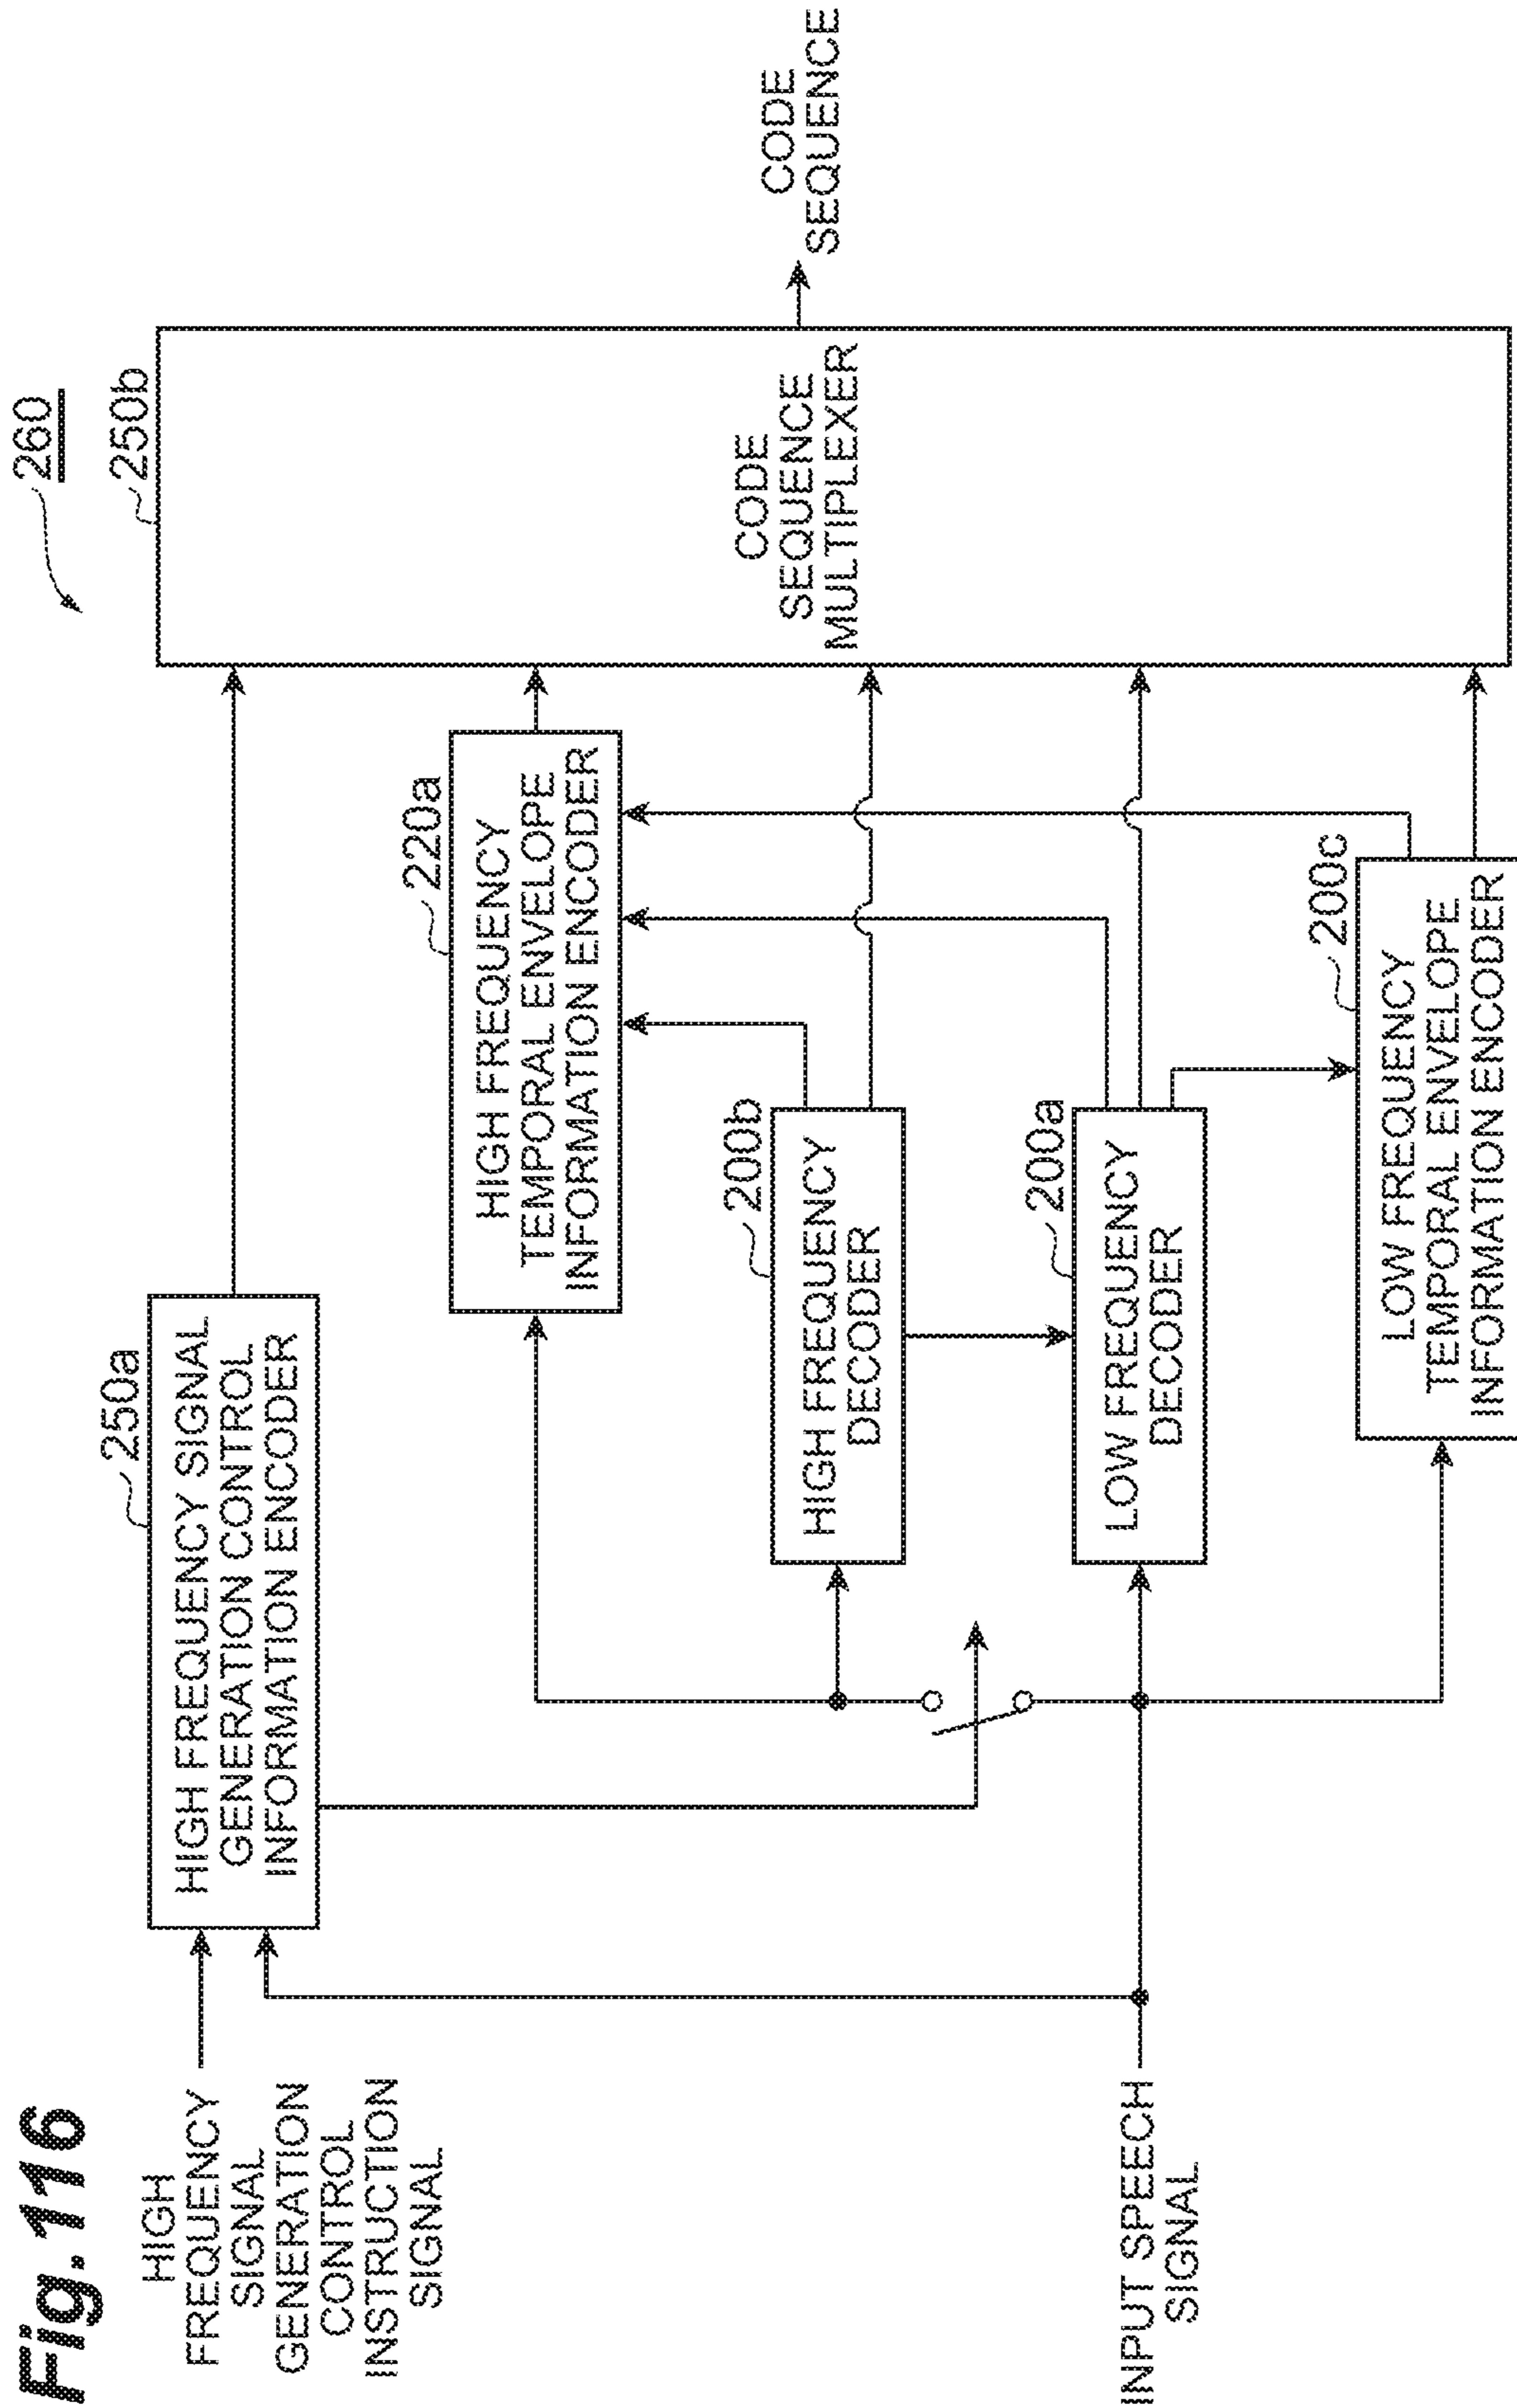 Fig.116
260
HIGH
FREQUENCY
SIGNAL
GENERATION
CONTROL
INSTRUCTION
SIGNAL
250a
HIGH FREQUENCY SIGNAL
GENERATION CONTROL
INFORMATION ENCODER
220a
HIGH FREQUENCY
TEMPORAL ENVELOPE
INFORMATION ENCODER
250b
CODE
SEQUENCE
MULTIPLEXER
CODE
SEQUENCE
200b
HIGH FREQUENCY
DECODER
INPUT SPEECH
SIGNAL
200a
LOW FREQUENCY
DECODER
200c
LOW FREQUENCY
TEMPORAL ENVELOPE
INFORMATION ENCODER